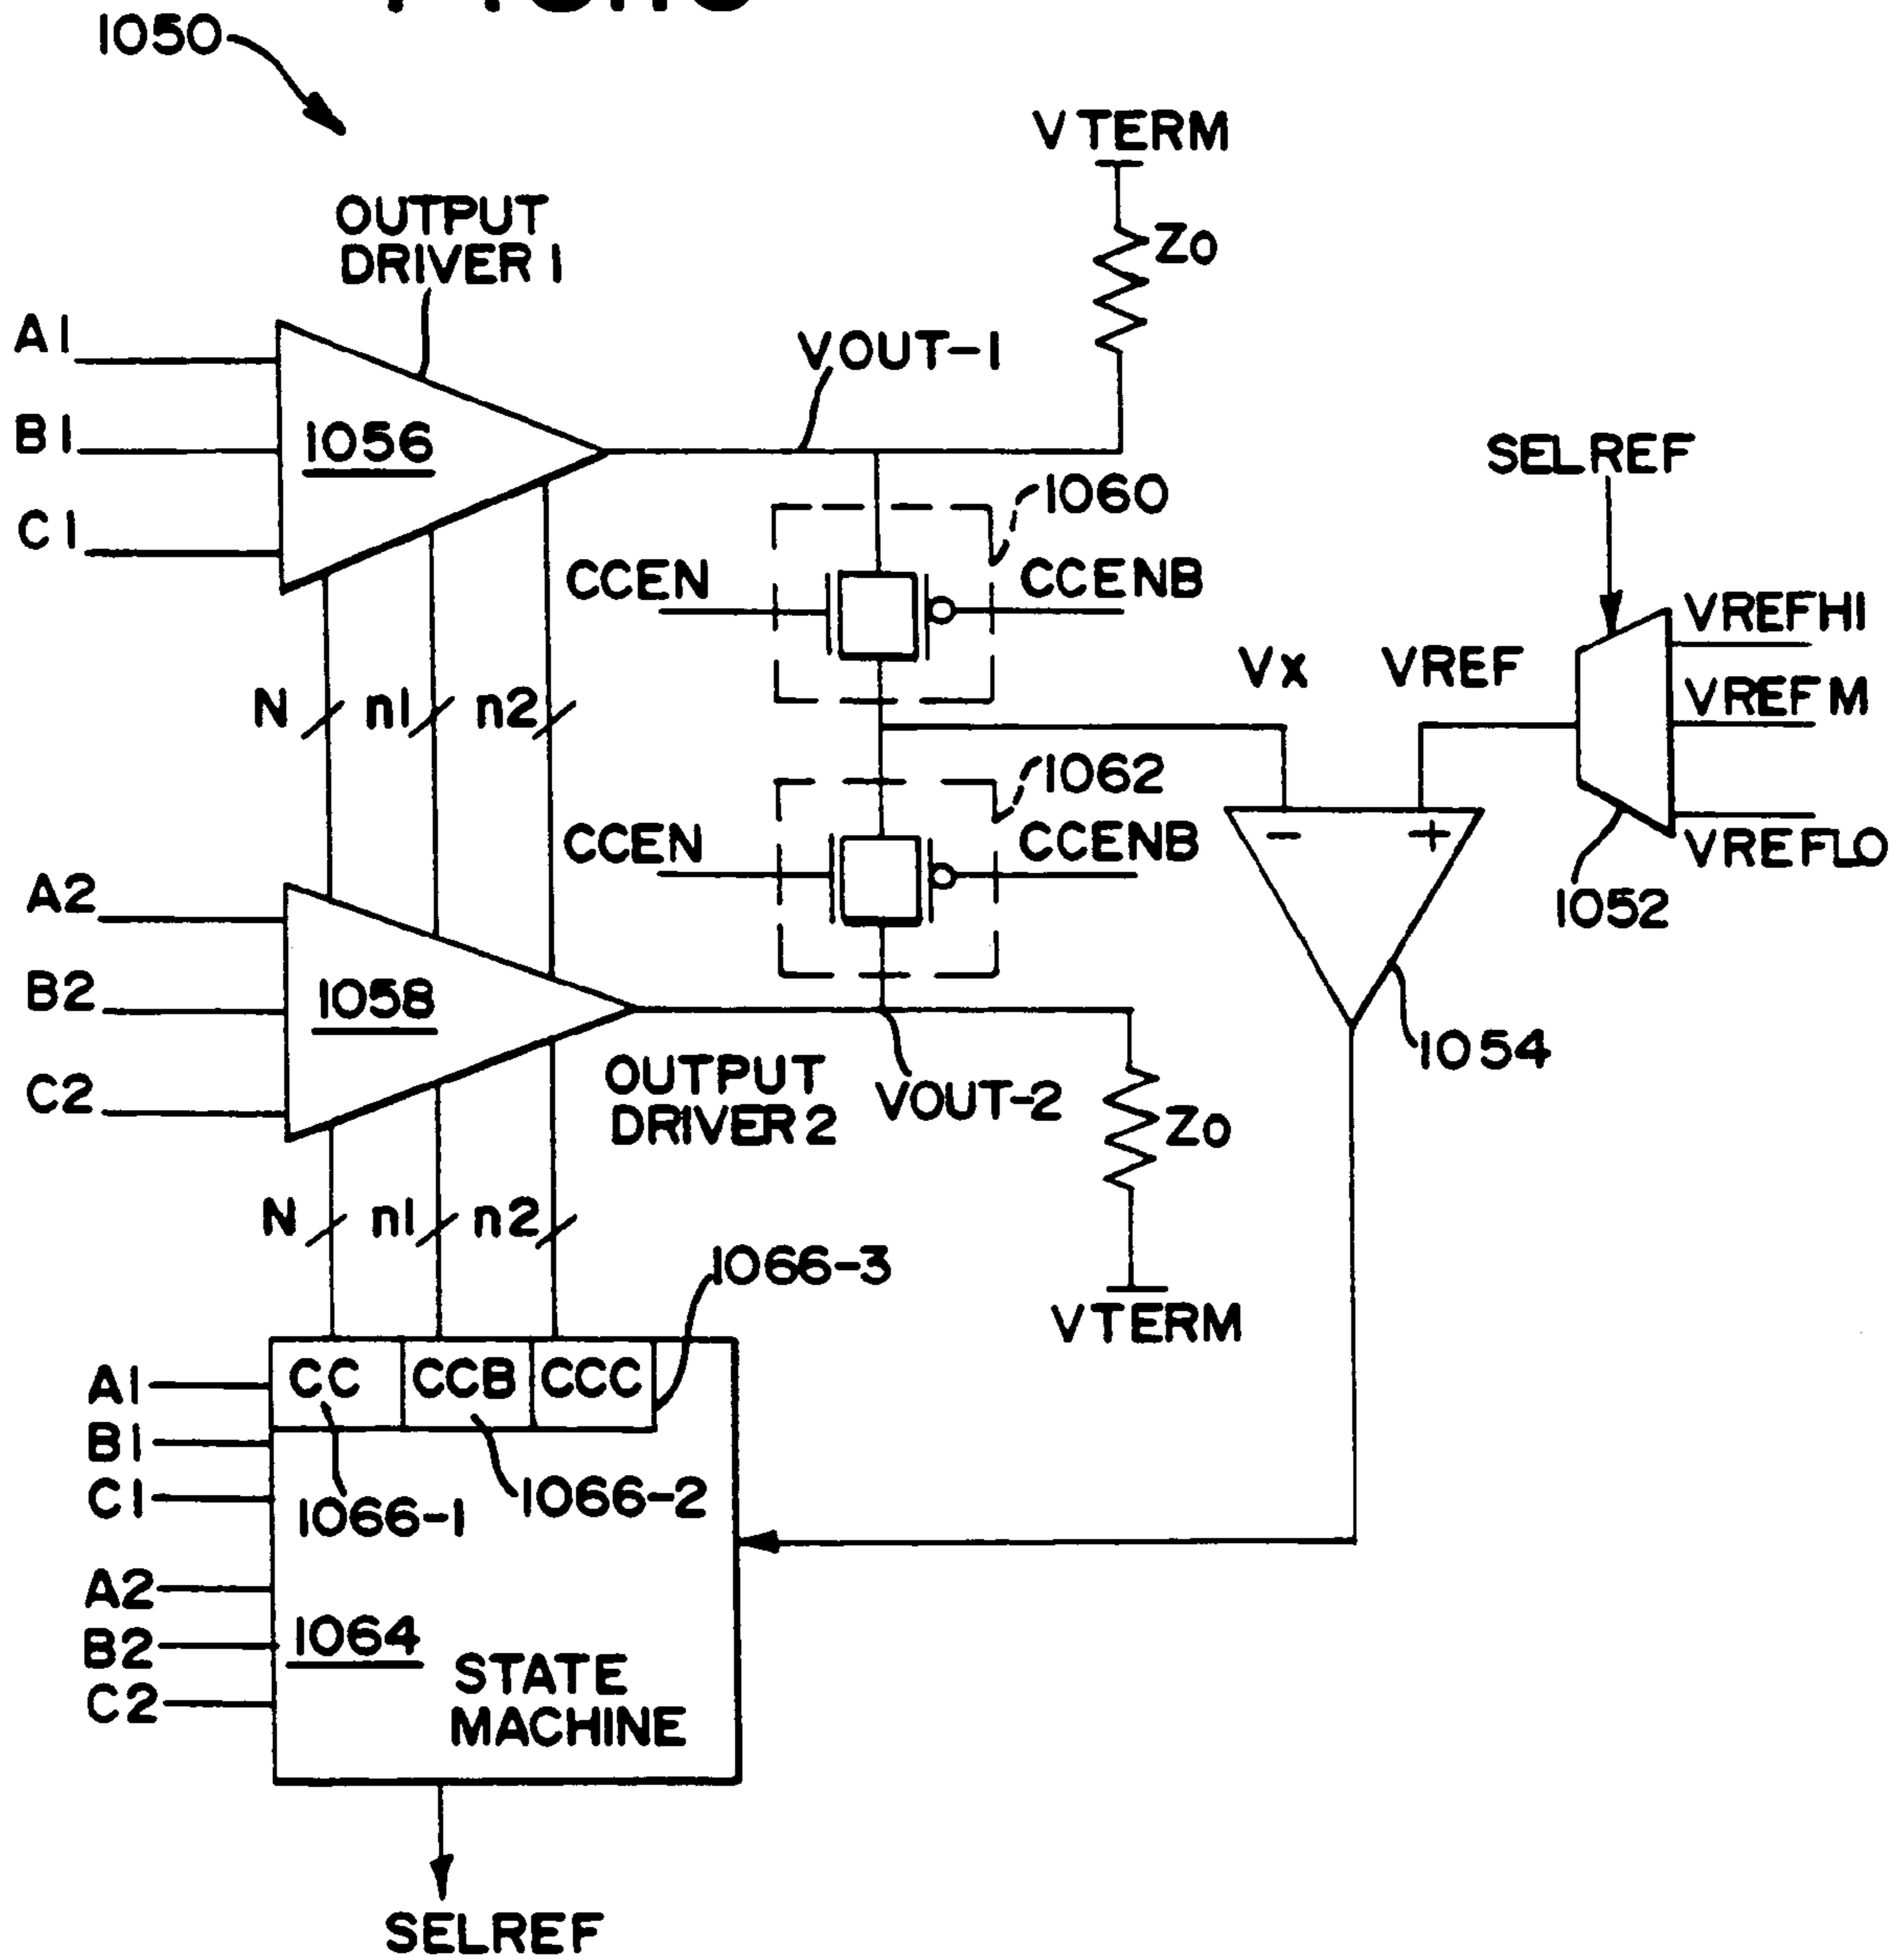 1050
VTERM
OUTPUT
DRIVER 1
Zo
A1
VOUT-1
B1
1056
SELREF
1060
C1
CCEN
CCENB
VREFHI
Vx
VREF
N
n1
n2
VREFM
1062
CCEN
CCENB
VREFLO
A2
1052
B2
1058
1054
OUTPUT
DRIVER 2
VOUT-2
C2
Zo
N
n1
n2
1066-3
VTERM
A1
CC
CCB
CCC
B1
C1
1066-1
1066-2
A2
B2
1064
STATE
MACHINE
C2
SELREF